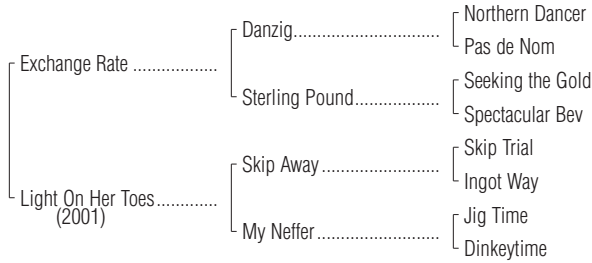 Northern Dancer
Danzig..................................
Pas de Nom
Exchange Rate .................
Seeking the Gold
Sterling Pound....................
Spectacular Bev
Skip Trial
Skip Away ...........................
Ingot Way
Light On Her Toes.............
(2001)
Jig Time
My Neffer ............................
Dinkeytime